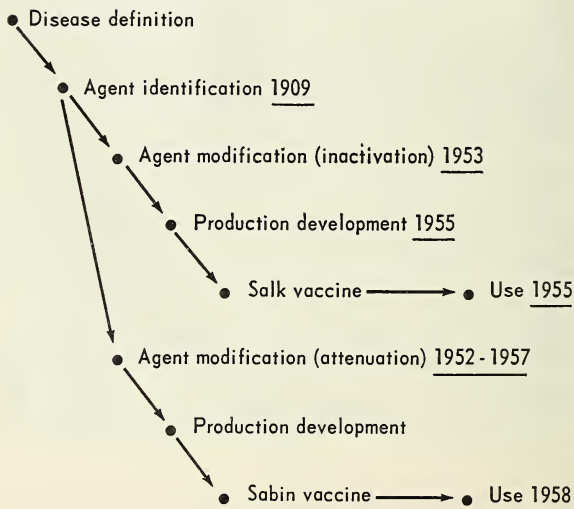 Disease definition
Agent identification 1909
Agent modification (inactivation) 1953
Production development 1955
Salk vaccine
Use 1955
Agent modification (attenuation) 1952-1957
Production development
Sabin vaccine
Use 1958